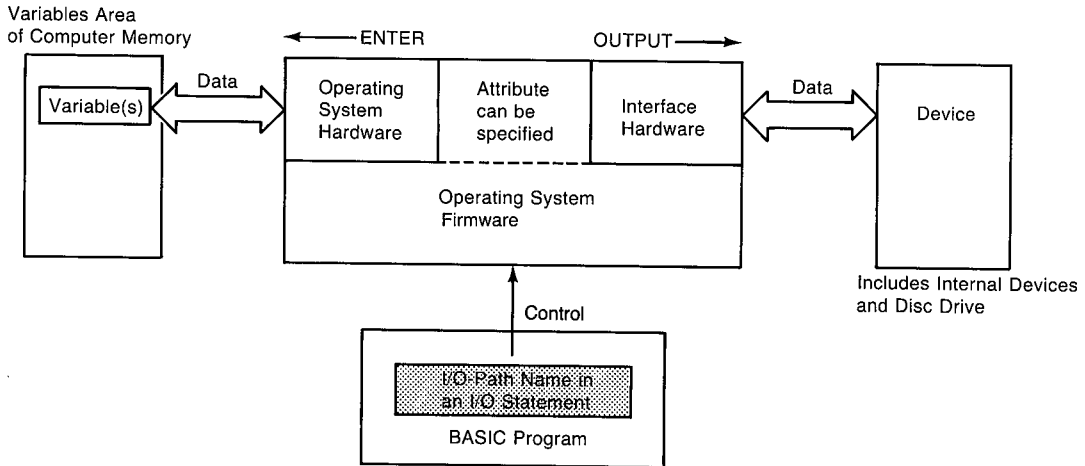 Variables Area
of Computer Memory
ENTER
OUTPUT
Variable(s)
Data
Operating
System
Hardware
Attribute
can be
specified
Interface
Hardware
Data
Device
Operating System
Firmware
Includes Internal Devices
and Disc Drive
Control
I/O-Path Name in
an I/O Statement
BASIC Program